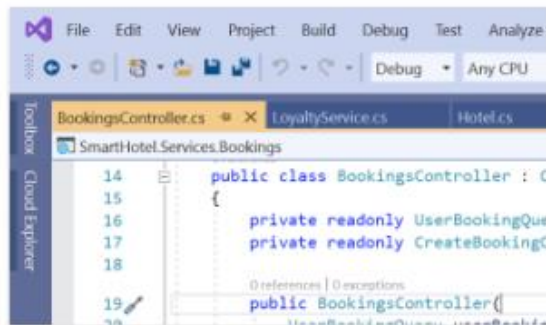 File Edit View Project Build Debug Test Analyze
Debug Any CPU
Toolbox
Cloud Explorer
BookingsController.cs LoyaltyService.cs Hotel.cs
SmartHotel.Services.Bookings
14 public class BookingsController : C
15 {
16 private readonly UserBookingQue
17 private readonly CreateBookingC
18
0 references | 0 exceptions
19 public BookingsController(